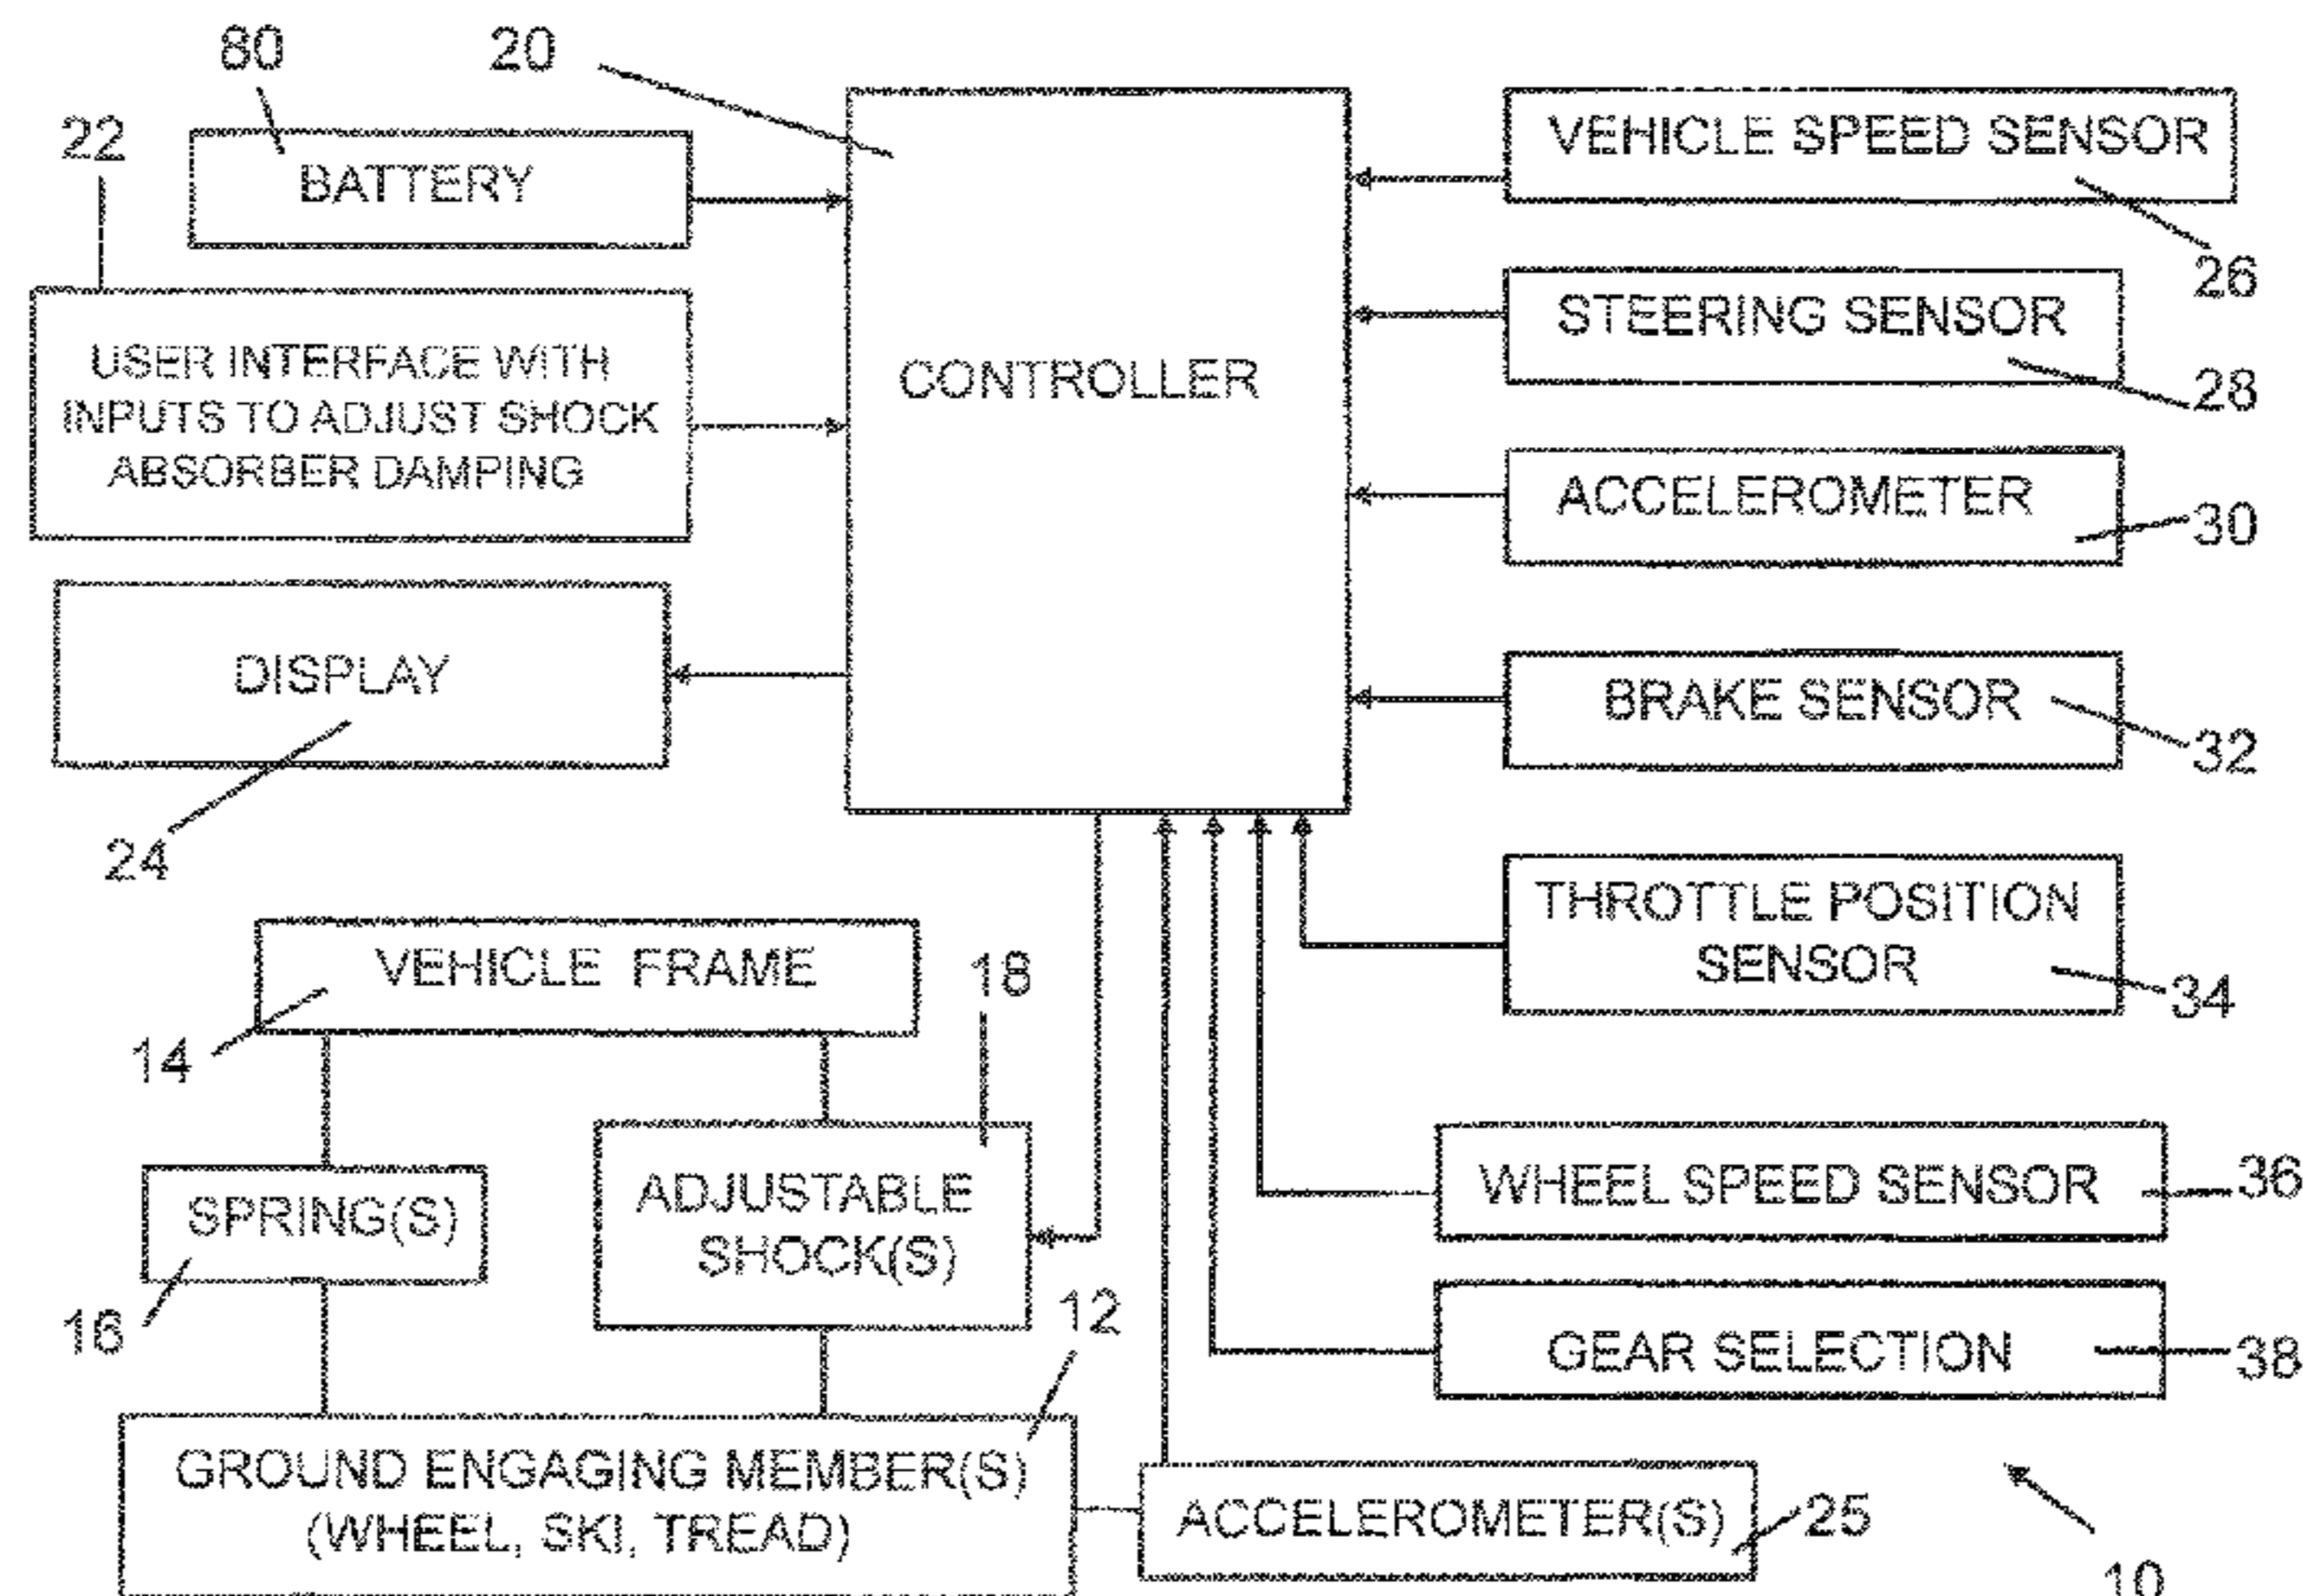 80
20
22
BATTERY
VEHICLE SPEED SENSOR
26
USER INTERFACE WITH
INPUTS TO ADJUST SHOCK
ABSORBER DAMPING
CONTROLLER
STEERING SENSOR
28
ACCELEROMETER
30
DISPLAY
24
BRAKE SENSOR
32
THROTTLE POSITION
SENSOR
34
VEHICLE FRAME
14
18
SPRING(S)
16
ADJUSTABLE
SHOCK(S)
12
WHEEL SPEED SENSOR
36
GEAR SELECTION
38
GROUND ENGAGING MEMBER(S)
(WHEEL, SKI, TREAD)
ACCELEROMETER(S)
25
10